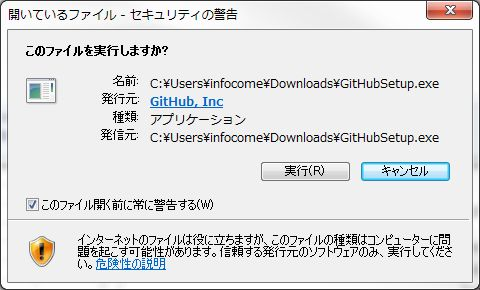 開いているファイル - セキュリティの警告
このファイルを実行しますか?
名前: C:¥Users¥infocome¥Downloads¥GitHubSetup.exe
発行元: GitHub, Inc
種類: アプリケーション
発信元: C:¥Users¥infocome¥Downloads¥GitHubSetup.exe
実行(R) キャンセル
このファイル開く前に常に警告する(W)
インターネットのファイルは役に立ちますが、このファイルの種類はコンピューターに問
題を起こす可能性があります。信頼する発行元のソフトウェアのみ、実行してくださ
い。危険性の説明